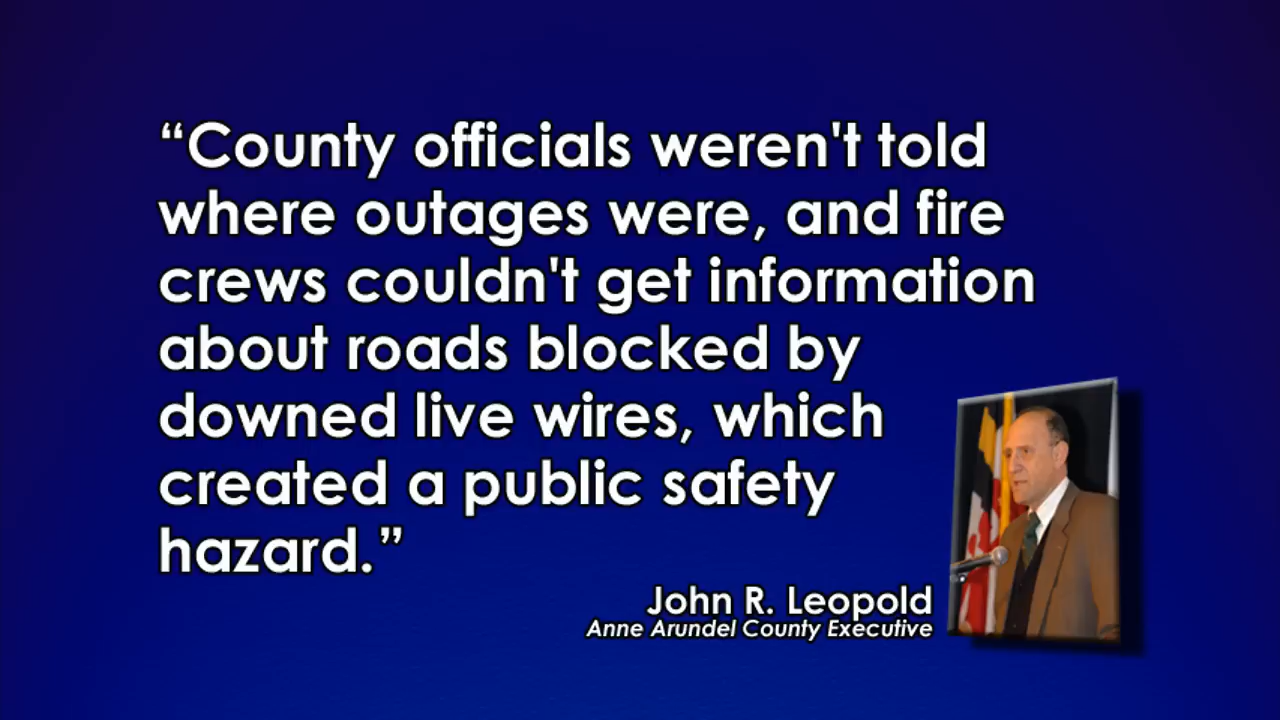 “County officials weren't told
where outages were, and fire
crews couldn't get information
about roads blocked by
downed live wires, which
created a public safety
hazard.”
John R. Leopold
Anne Arundel County Executive